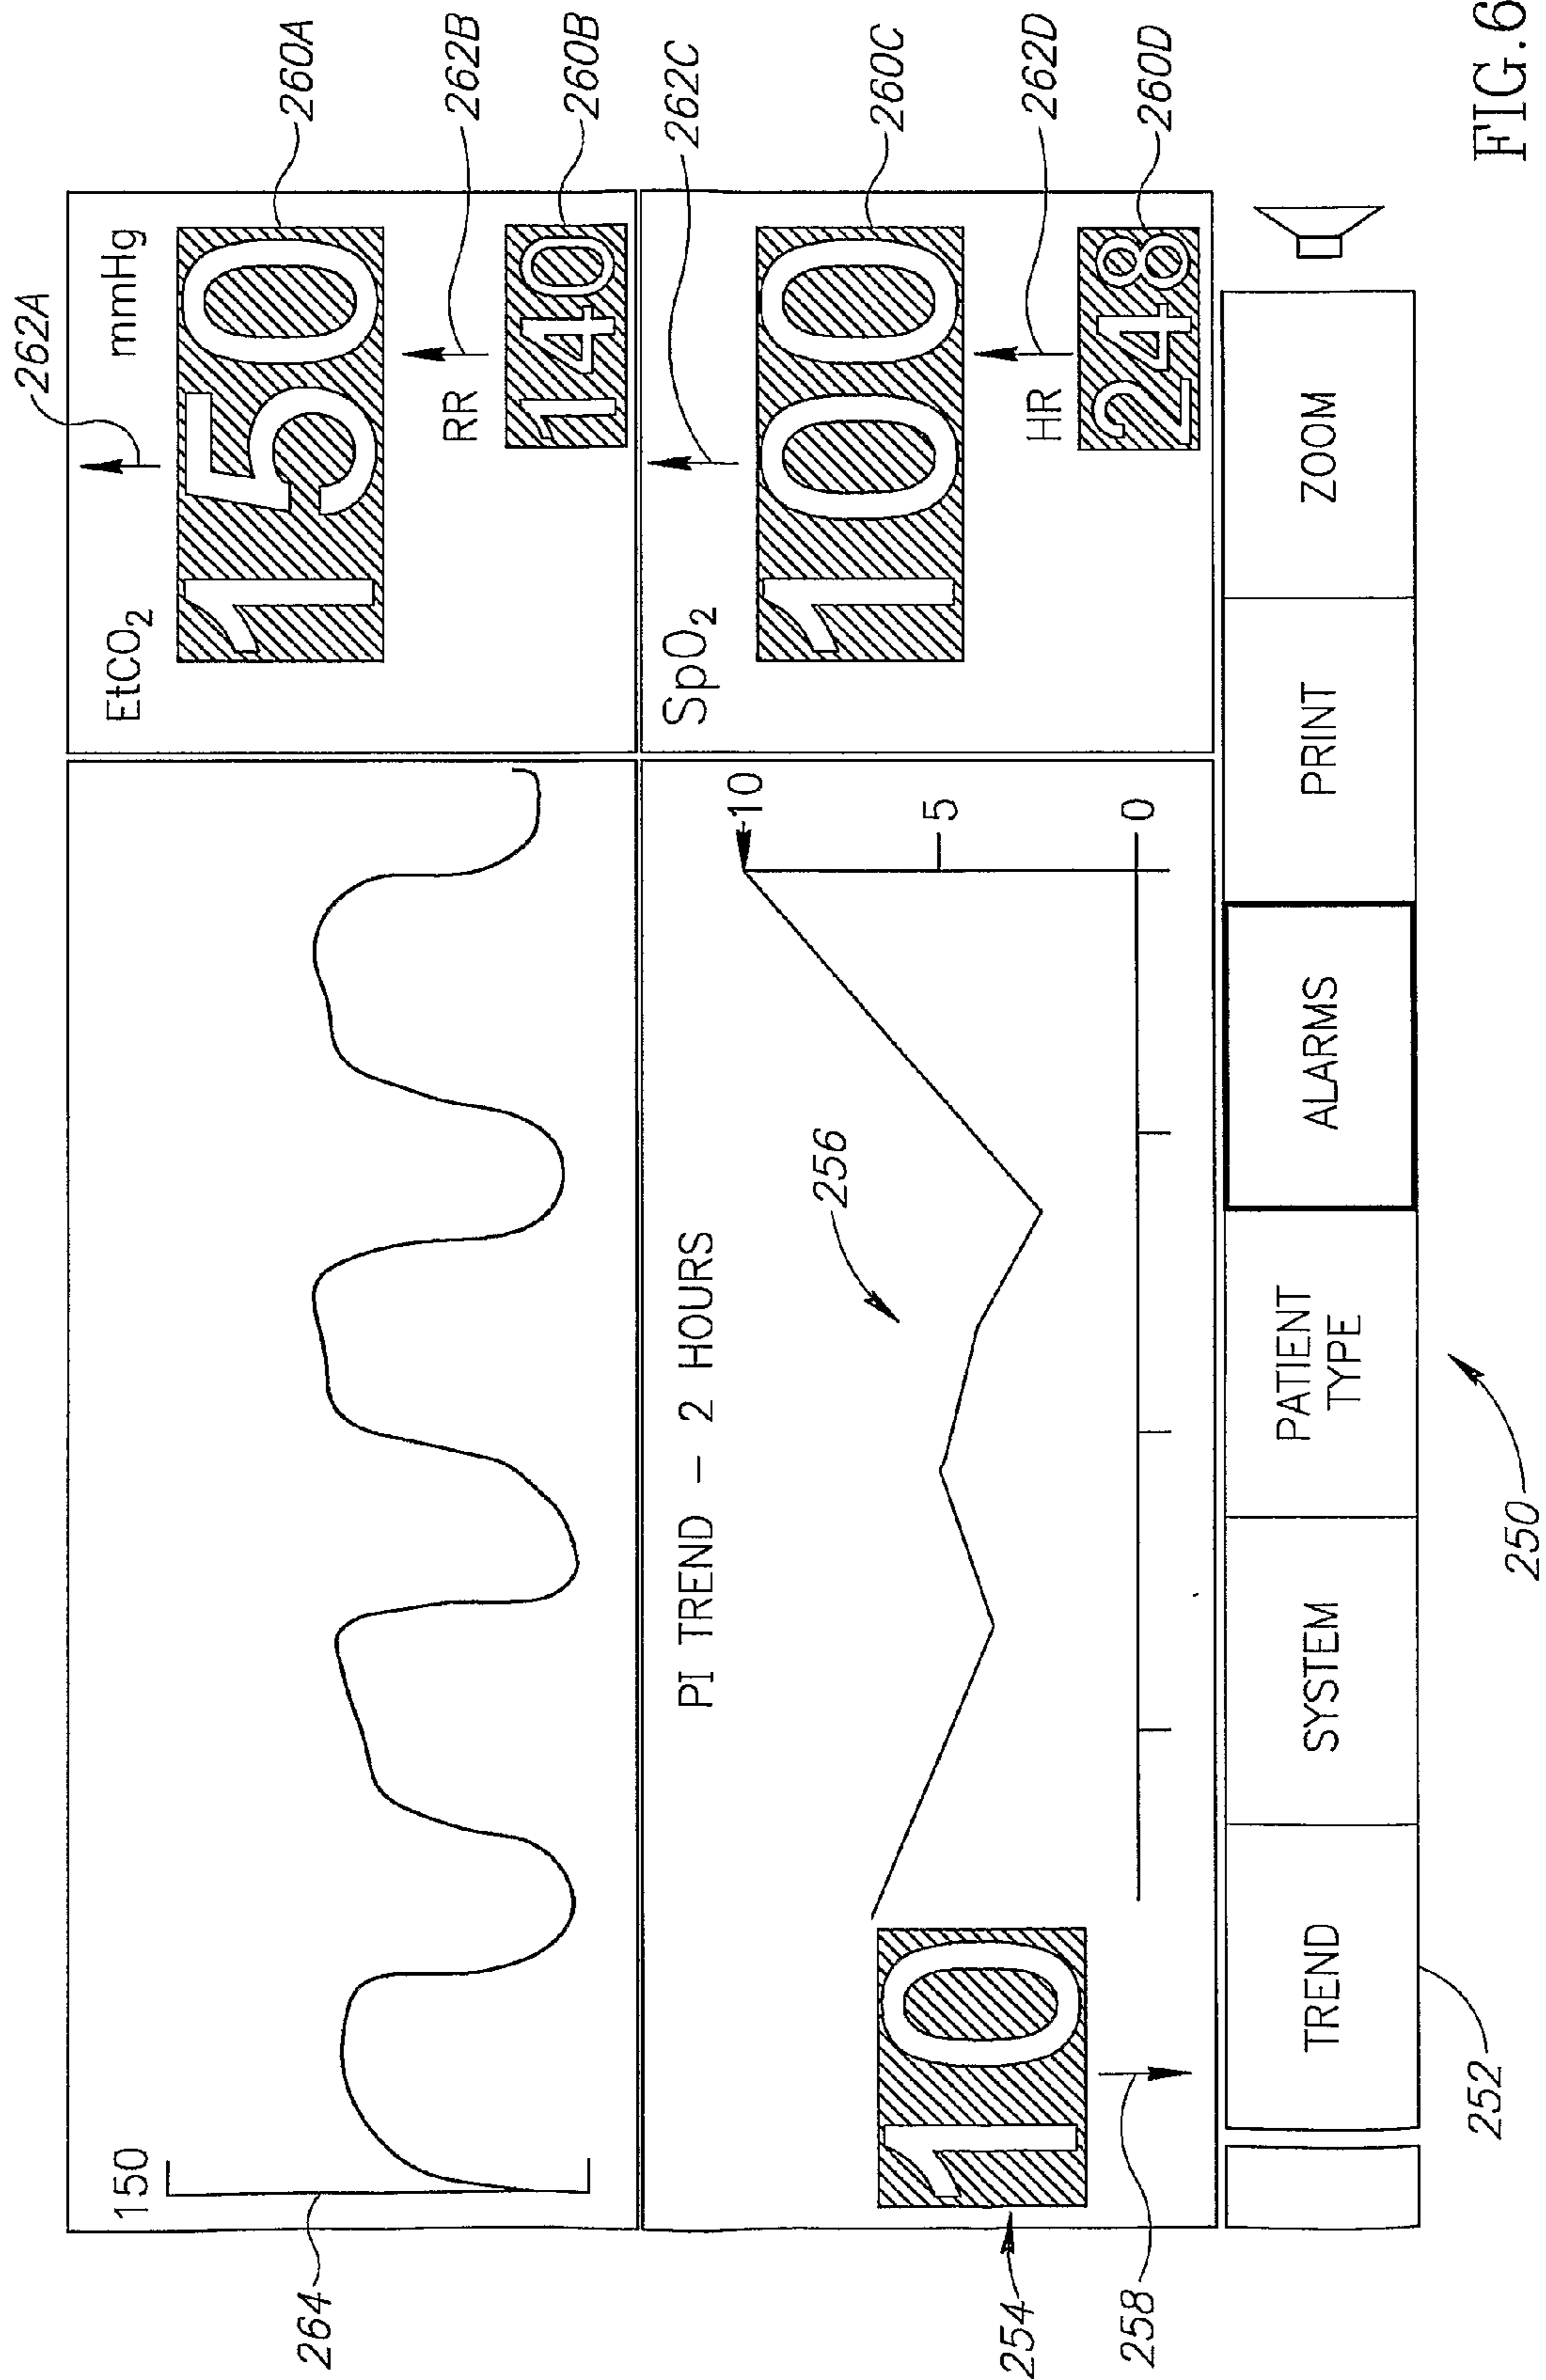 262A
EtCO2
mmHg
150
260A
RR
262B
140
260B
262C
SpO2
100
260C
HR
262D
248
260D
150
264
PI TREND – 2 HOURS
256
10
5
0
10
254
258
TREND
SYSTEM
PATIENT
TYPE
ALARMS
PRINT
ZOOM
252
250
FIG.6